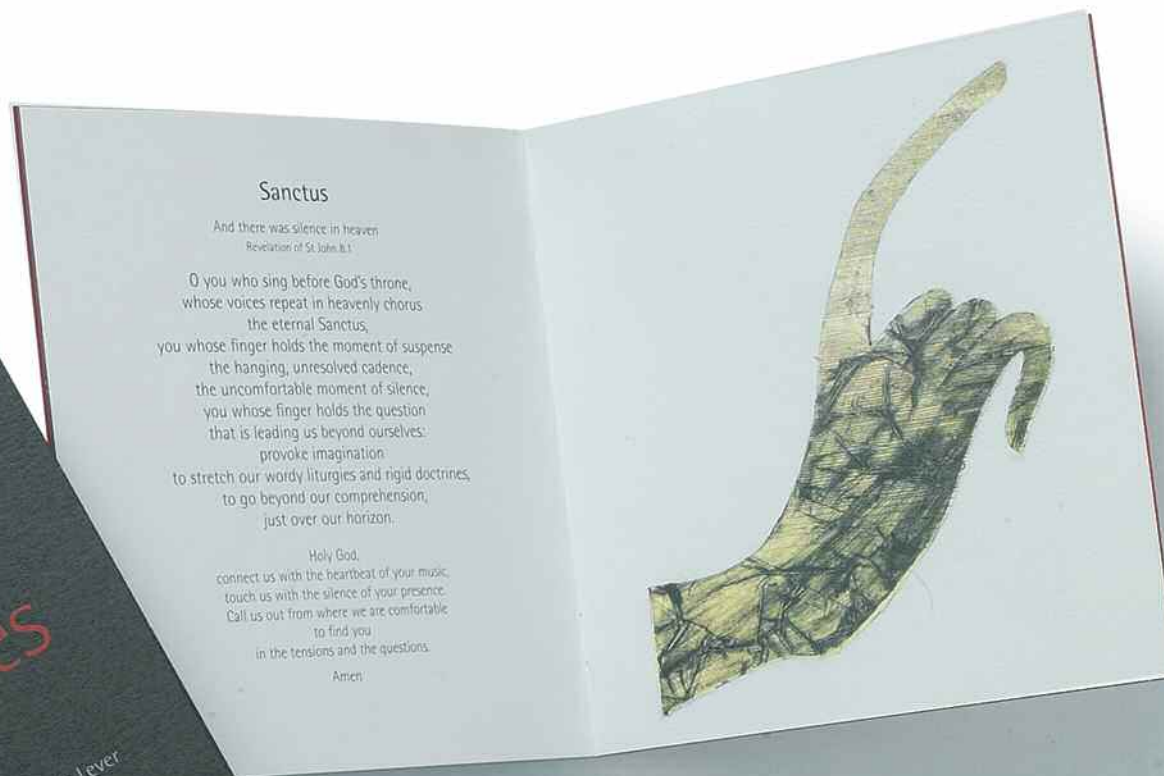 Sanctus
And there was silence in heaven
Revelation of St John 8.1
O you who sing before God's throne,
whose voices repeat in heavenly chorus
the eternal Sanctus,
you whose finger holds the moment of suspense
the hanging, unresolved cadence,
the uncomfortable moment of silence,
you whose finger holds the question
that is leading us beyond ourselves:
provoke imagination
to stretch our wordy liturgies and rigid doctrines,
to go beyond our comprehension,
just over our horizon.
Holy God,
connect us with the heartbeat of your music,
touch us with the silence of your presence.
Call us out from where we are comfortable
to find you
in the tensions and the questions.
Amen
es
Lever